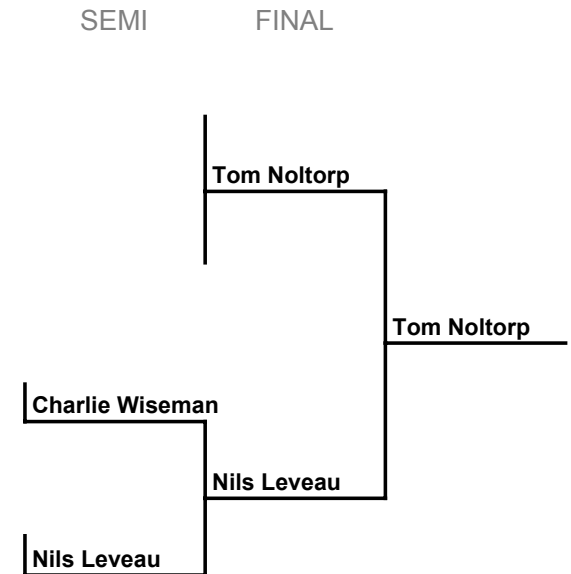 SEMI FINAL
Tom Noltorp
Tom Noltorp
Charlie Wiseman
Nils Leveau
Nils Leveau